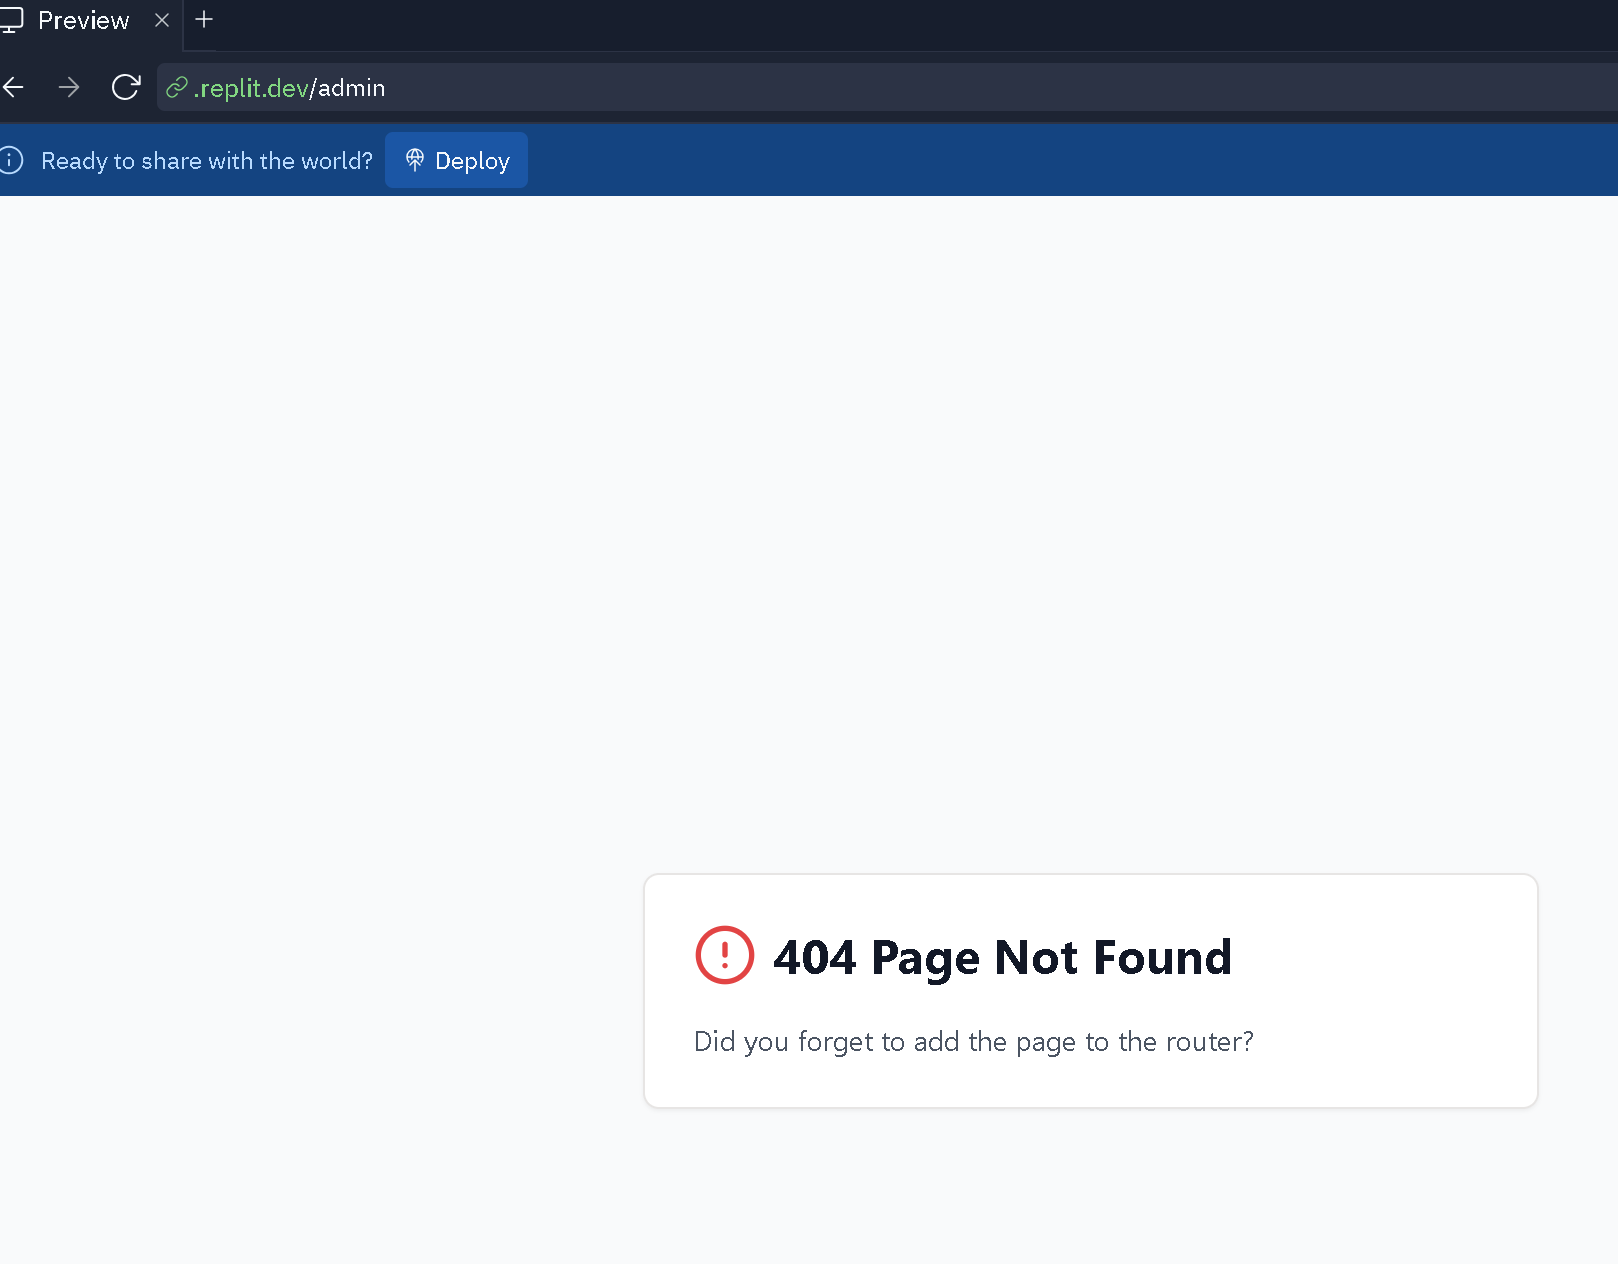 Preview
.replit.dev/admin
Ready to share with the world? Deploy
404 Page Not Found
Did you forget to add the page to the router?